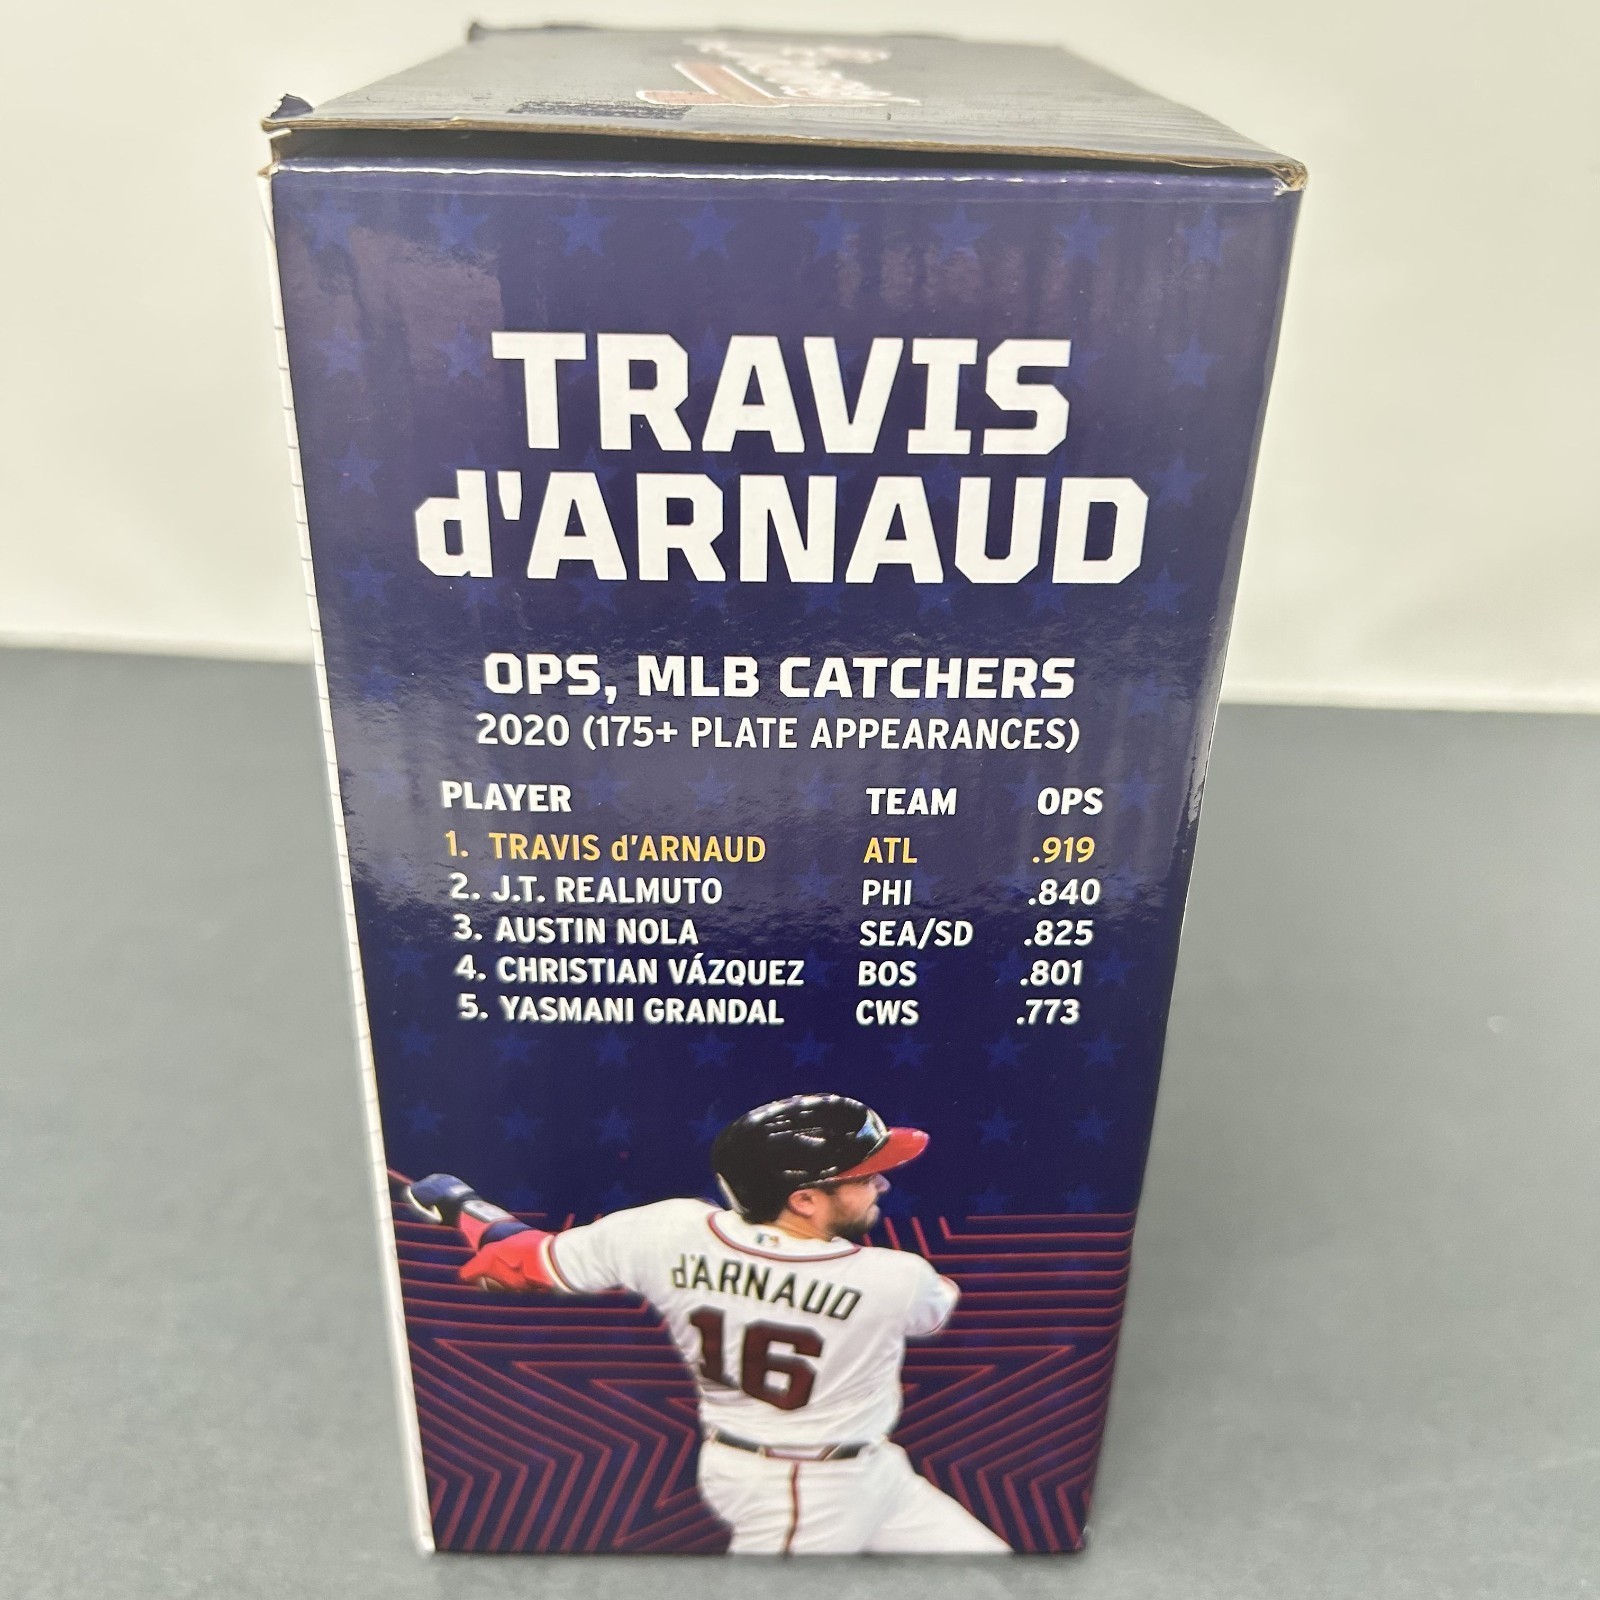 TRAVIS
d'ARNAUD
OPS, MLB CATCHERS
2020 (175+ PLATE APPEARANCES)
PLAYER TEAM OPS
1. TRAVIS d'ARNAUD ATL .919
2. J.T. REALMUTO PHI .840
3. AUSTIN NOLA SEA/SD .825
4. CHRISTIAN VÁZQUEZ BOS .801
5. YASMANI GRANDAL CWS .773
d'ARNAUD
16